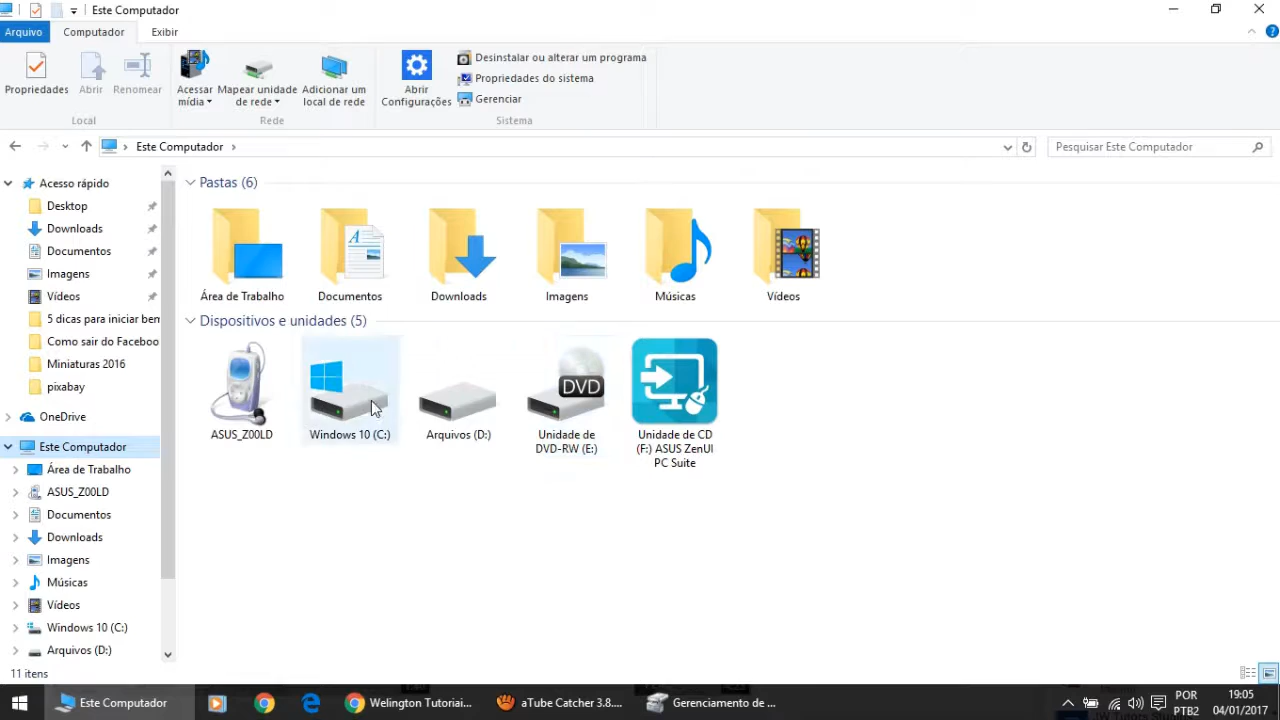 Este Computador
Arquivo
Computador
Exibir
Propriedades
Abrir
Renomear
Local
Acessar
mídia
Mapear unidade
de rede
Adicionar um
local de rede
Rede
Abrir
Configurações
Desinstalar ou alterar um programa
Propriedades do sistema
Gerenciar
Sistema
Este Computador
Pesquisar Este Computador
Acesso rápido
Desktop
Downloads
Documentos
Imagens
Vídeos
5 dicas para iniciar bem
Como sair do Faceboo
Miniaturas 2016
pixabay
OneDrive
Este Computador
Área de Trabalho
ASUS_Z00LD
Documentos
Downloads
Imagens
Músicas
Vídeos
Windows 10 (C:)
Arquivos (D:)
Pastas (6)
Área de Trabalho
Documentos
Downloads
Imagens
Músicas
Vídeos
Dispositivos e unidades (5)
ASUS_Z00LD
Windows 10 (C:)
Arquivos (D:)
DVD
Unidade de
DVD-RW (E:)
Unidade de CD
(F:) ASUS ZenUI
PC Suite
11 itens
Este Computador
Welington Tutoriai...
aTube Catcher 3.8....
Gerenciamento de ...
POR
PTB2
19:05
04/01/2017